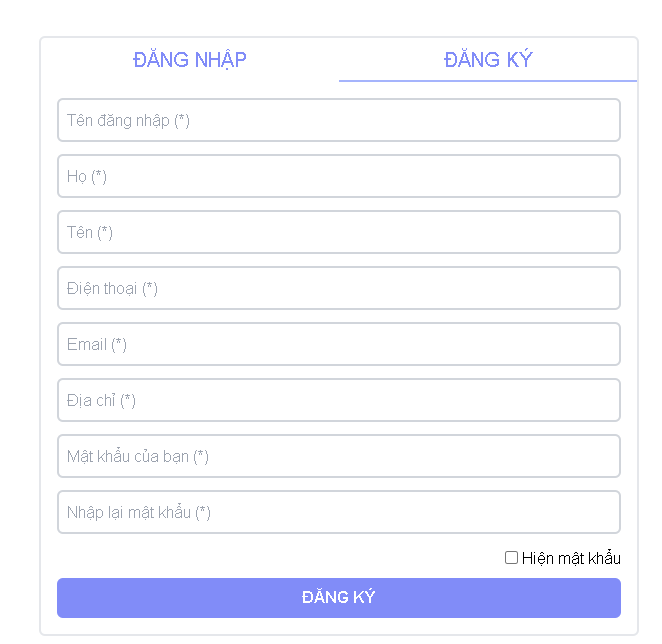 ĐĂNG NHẬP ĐĂNG KÝ
Tên đăng nhập (*)
Họ (*)
Tên (*)
Điện thoại (*)
Email (*)
Địa chỉ (*)
Mật khẩu của bạn (*)
Nhập lại mật khẩu (*)
Hiện mật khẩu
ĐĂNG KÝ